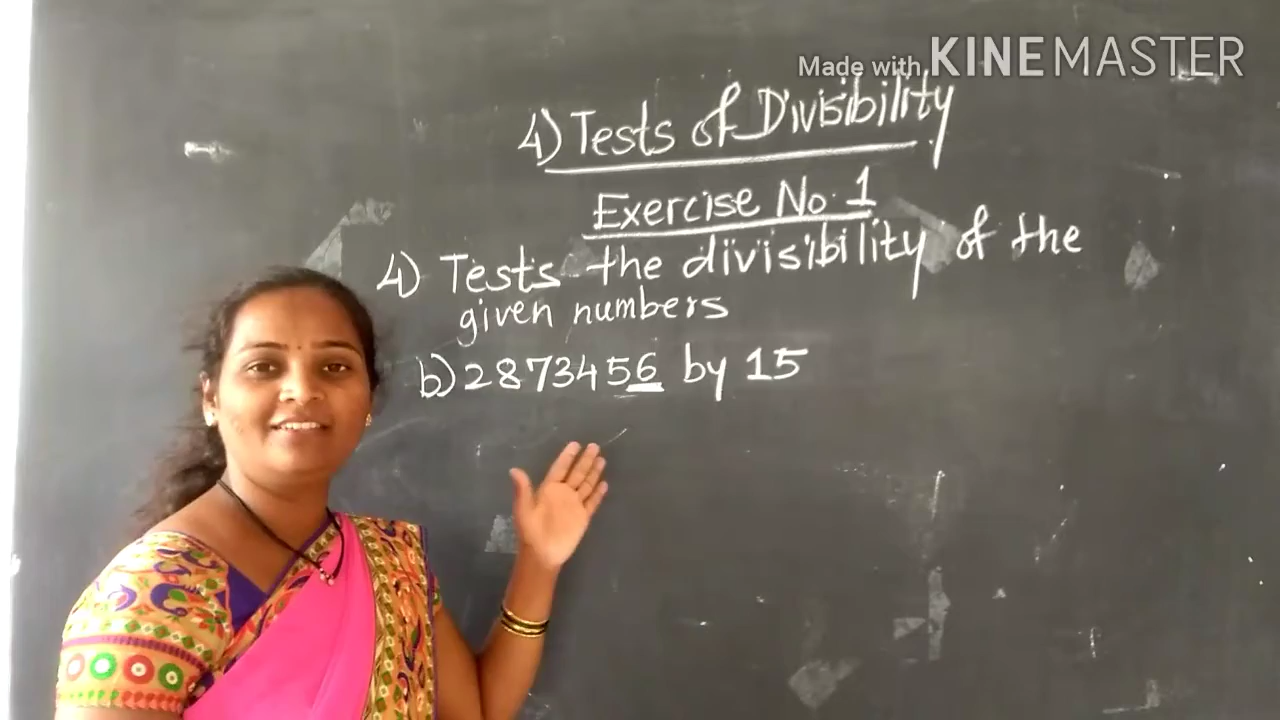 Made with KINEMASTER
4) Tests of Divisibility
Exercise No. 1
4) Tests the divisibility of the
given numbers
b) 2873456 by 15